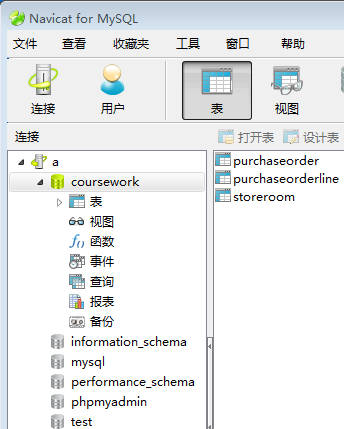 Navicat for MySQL
文件 查看 收藏夹 工具 窗口 帮助
连接 用户 表 视图
连接 打开表 设计表
a
coursework
表
视图
函数
事件
查询
报表
备份
information_schema
mysql
performance_schema
phpmyadmin
test
purchaseorder
purchaseorderline
storeroom